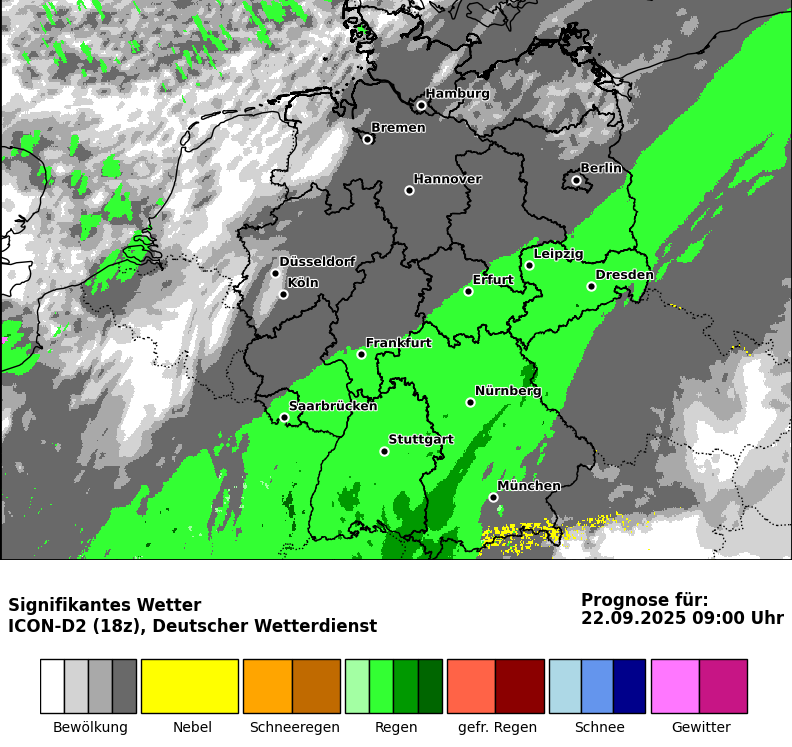 Hamburg
Bremen
Berlin
Hannover
Leipzig
Düsseldorf
Köln
Erfurt
Dresden
Frankfurt
Nürnberg
Saarbrücken
Stuttgart
München
Signifikantes Wetter
ICON-D2 (18z), Deutscher Wetterdienst
Prognose für:
22.09.2025 09:00 Uhr
Bewölkung
Nebel
Schneeregen
Regen
gefr. Regen
Schnee
Gewitter